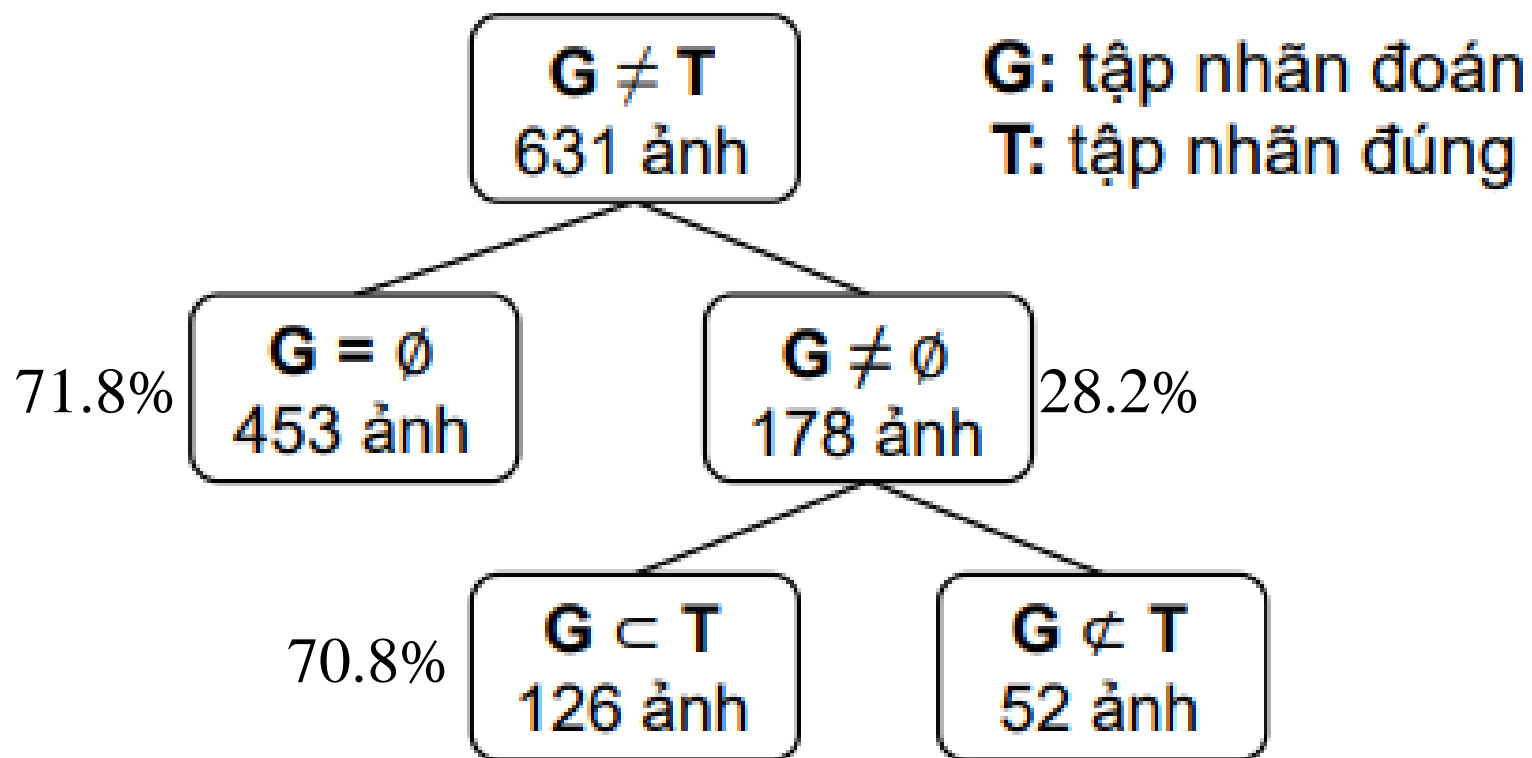 G ≠ T
631 ảnh
G: tập nhãn đoán
T: tập nhãn đúng
71.8%
G = ∅
453 ảnh
G ≠ ∅
178 ảnh
28.2%
70.8%
G ⊂ T
126 ảnh
G ⊄ T
52 ảnh